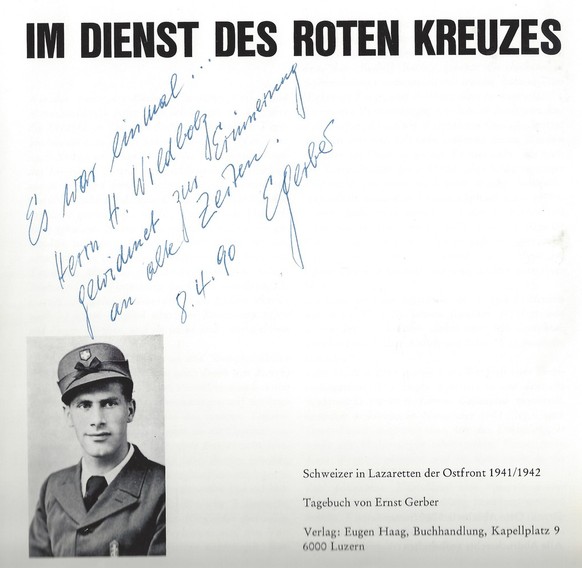 IM DIENST DES ROTEN KREUZES
Es war einmal...
Herrn H. Wildbolz
gewidmet zur Erinnerung
an alte Zeiten.
8.4.90 EGerber
Schweizer in Lazaretten der Ostfront 1941/1942
Tagebuch von Ernst Gerber
Verlag: Eugen Haag, Buchhandlung, Kapellplatz 9
6000 Luzern